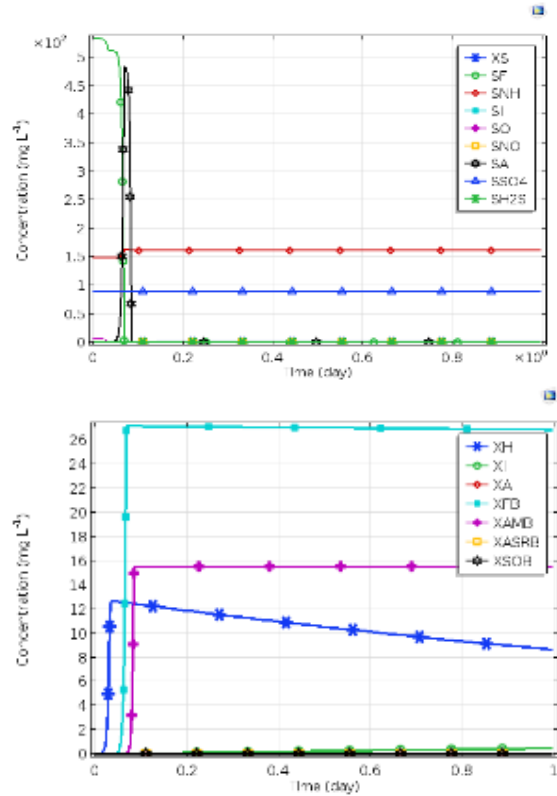 ×10²
5
4.5
4
3.5
3
2.5
2
1.5
1
0.5
0
Concentration (mg L⁻¹)
XS
SF
SNH
SI
SO
SNO
SA
SSO4
SH2S
0 0.2 0.4 0.6 0.8 ×10⁰
Time (day)
26
24
22
20
18
16
14
12
10
8
6
4
2
0
Concentration (mg L⁻¹)
XH
XI
XA
XFB
XAMB
XASRB
XSOB
0 0.2 0.4 0.6 0.8 1
Time (day)